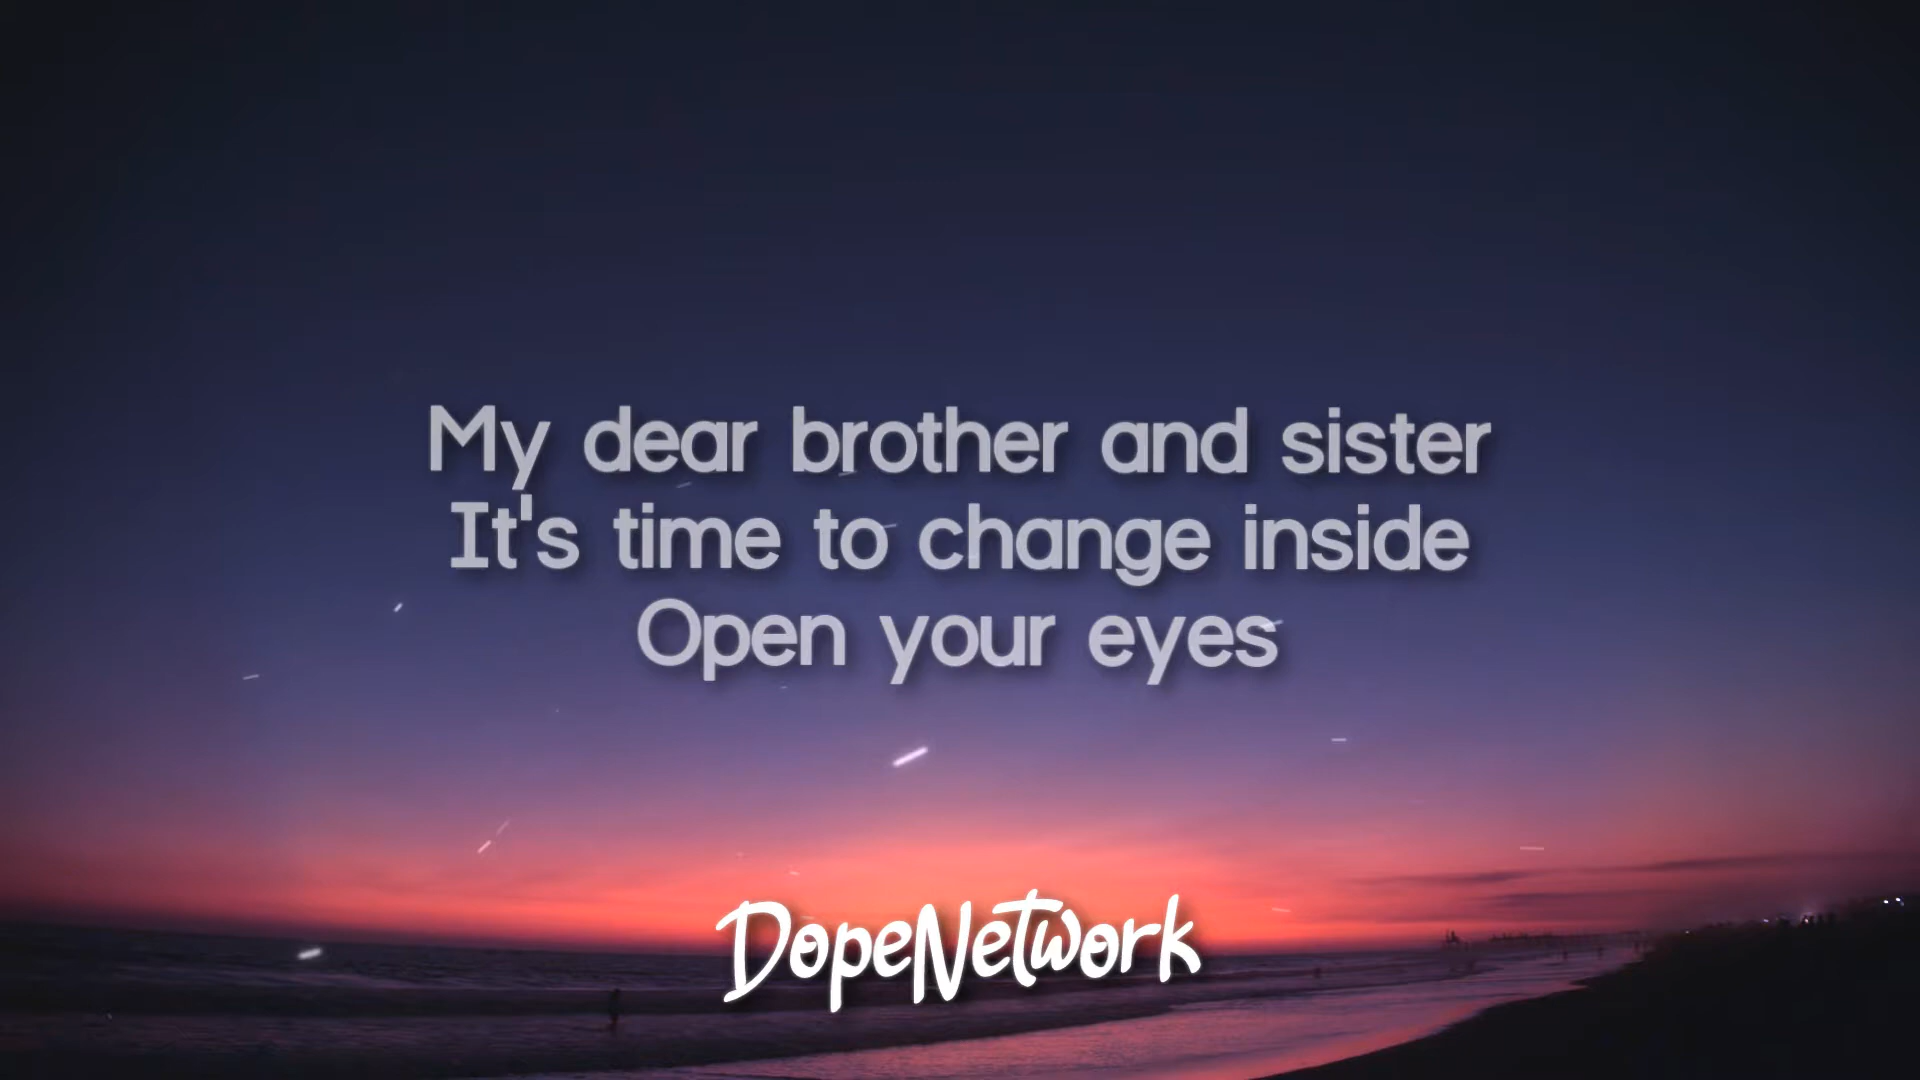 My dear brother and sister
It's time to change inside
Open your eyes
DopeNetwork